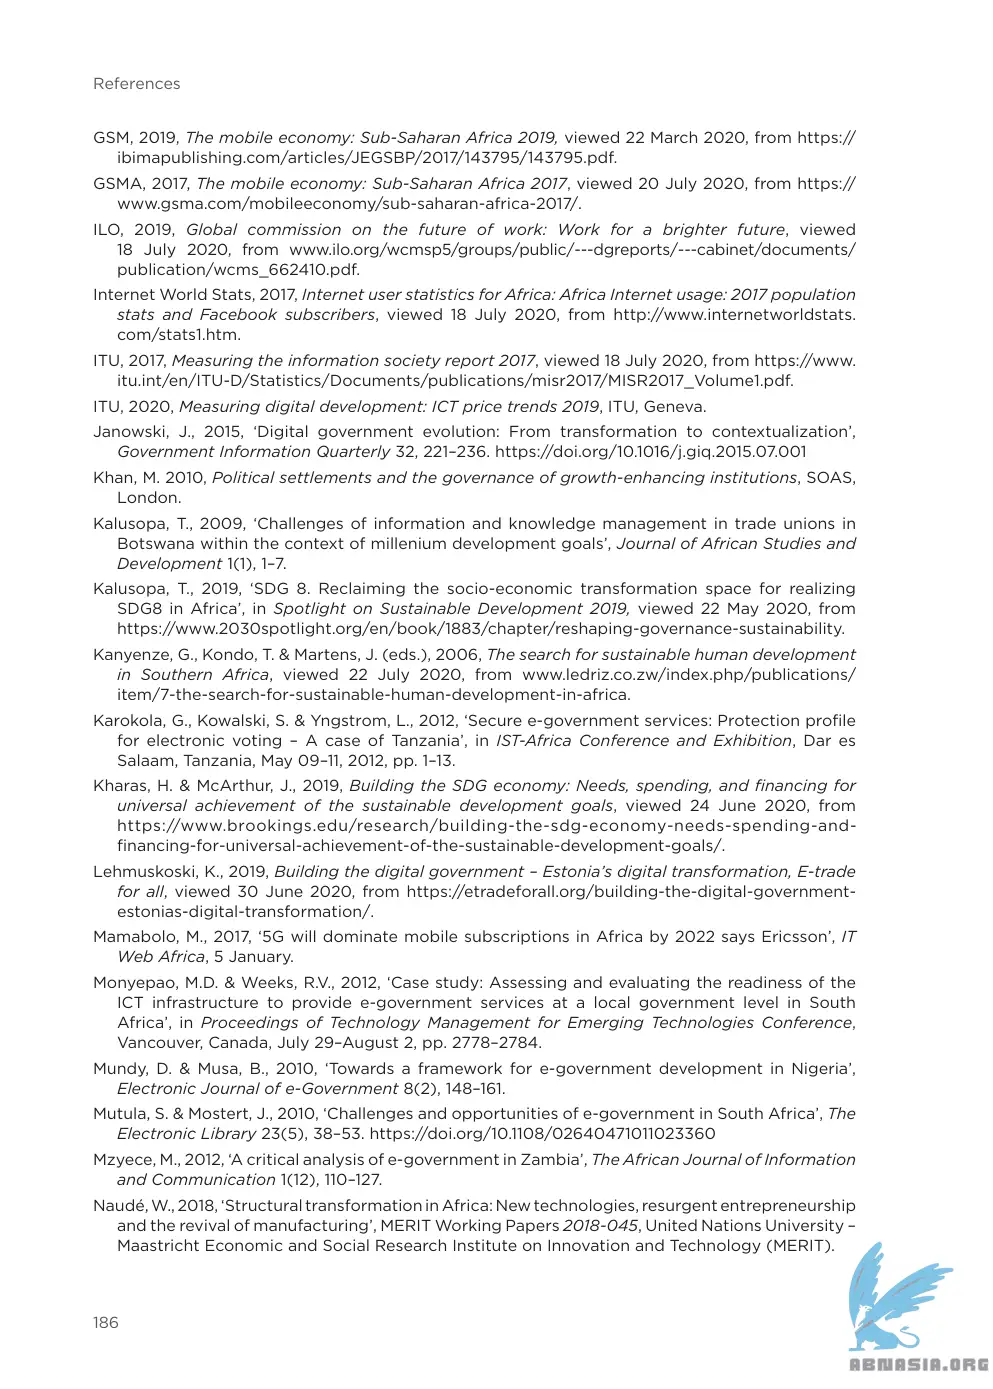 References
GSM, 2019, The mobile economy: Sub-Saharan Africa 2019, viewed 22 March 2020, from https://
ibimapublishing.com/articles/JEGSBP/2017/143795/143795.pdf.
GSMA, 2017, The mobile economy: Sub-Saharan Africa 2017, viewed 20 July 2020, from https://
www.gsma.com/mobileeconomy/sub-saharan-africa-2017/.
ILO, 2019, Global commission on the future of work: Work for a brighter future, viewed
18 July 2020, from www.ilo.org/wcmsp5/groups/public/---dgreports/---cabinet/documents/
publication/wcms_662410.pdf.
Internet World Stats, 2017, Internet user statistics for Africa: Africa Internet usage: 2017 population
stats and Facebook subscribers, viewed 18 July 2020, from http://www.internetworldstats.
com/stats1.htm.
ITU, 2017, Measuring the information society report 2017, viewed 18 July 2020, from https://www.
itu.int/en/ITU-D/Statistics/Documents/publications/misr2017/MISR2017_Volume1.pdf.
ITU, 2020, Measuring digital development: ICT price trends 2019, ITU, Geneva.
Janowski, J., 2015, ‘Digital government evolution: From transformation to contextualization’,
Government Information Quarterly 32, 221–236. https://doi.org/10.1016/j.giq.2015.07.001
Khan, M. 2010, Political settlements and the governance of growth-enhancing institutions, SOAS,
London.
Kalusopa, T., 2009, ‘Challenges of information and knowledge management in trade unions in
Botswana within the context of millenium development goals’, Journal of African Studies and
Development 1(1), 1–7.
Kalusopa, T., 2019, ‘SDG 8. Reclaiming the socio-economic transformation space for realizing
SDG8 in Africa’, in Spotlight on Sustainable Development 2019, viewed 22 May 2020, from
https://www.2030spotlight.org/en/book/1883/chapter/reshaping-governance-sustainability.
Kanyenze, G., Kondo, T. & Martens, J. (eds.), 2006, The search for sustainable human development
in Southern Africa, viewed 22 July 2020, from www.ledriz.co.zw/index.php/publications/
item/7-the-search-for-sustainable-human-development-in-africa.
Karokola, G., Kowalski, S. & Yngstrom, L., 2012, ‘Secure e-government services: Protection profile
for electronic voting – A case of Tanzania’, in IST-Africa Conference and Exhibition, Dar es
Salaam, Tanzania, May 09–11, 2012, pp. 1–13.
Kharas, H. & McArthur, J., 2019, Building the SDG economy: Needs, spending, and financing for
universal achievement of the sustainable development goals, viewed 24 June 2020, from
https://www.brookings.edu/research/building-the-sdg-economy-needs-spending-and-
financing-for-universal-achievement-of-the-sustainable-development-goals/.
Lehmuskoski, K., 2019, Building the digital government – Estonia’s digital transformation, E-trade
for all, viewed 30 June 2020, from https://etradeforall.org/building-the-digital-government-
estonias-digital-transformation/.
Mamabolo, M., 2017, ‘5G will dominate mobile subscriptions in Africa by 2022 says Ericsson’, IT
Web Africa, 5 January.
Monyepao, M.D. & Weeks, R.V., 2012, ‘Case study: Assessing and evaluating the readiness of the
ICT infrastructure to provide e-government services at a local government level in South
Africa’, in Proceedings of Technology Management for Emerging Technologies Conference,
Vancouver, Canada, July 29–August 2, pp. 2778–2784.
Mundy, D. & Musa, B., 2010, ‘Towards a framework for e-government development in Nigeria’,
Electronic Journal of e-Government 8(2), 148–161.
Mutula, S. & Mostert, J., 2010, ‘Challenges and opportunities of e-government in South Africa’, The
Electronic Library 23(5), 38–53. https://doi.org/10.1108/02640471011023360
Mzyece, M., 2012, ‘A critical analysis of e-government in Zambia’, The African Journal of Information
and Communication 1(12), 110–127.
Naudé, W., 2018, ‘Structural transformation in Africa: New technologies, resurgent entrepreneurship
and the revival of manufacturing’, MERIT Working Papers 2018-045, United Nations University –
Maastricht Economic and Social Research Institute on Innovation and Technology (MERIT).
186
ABNASIA.ORG